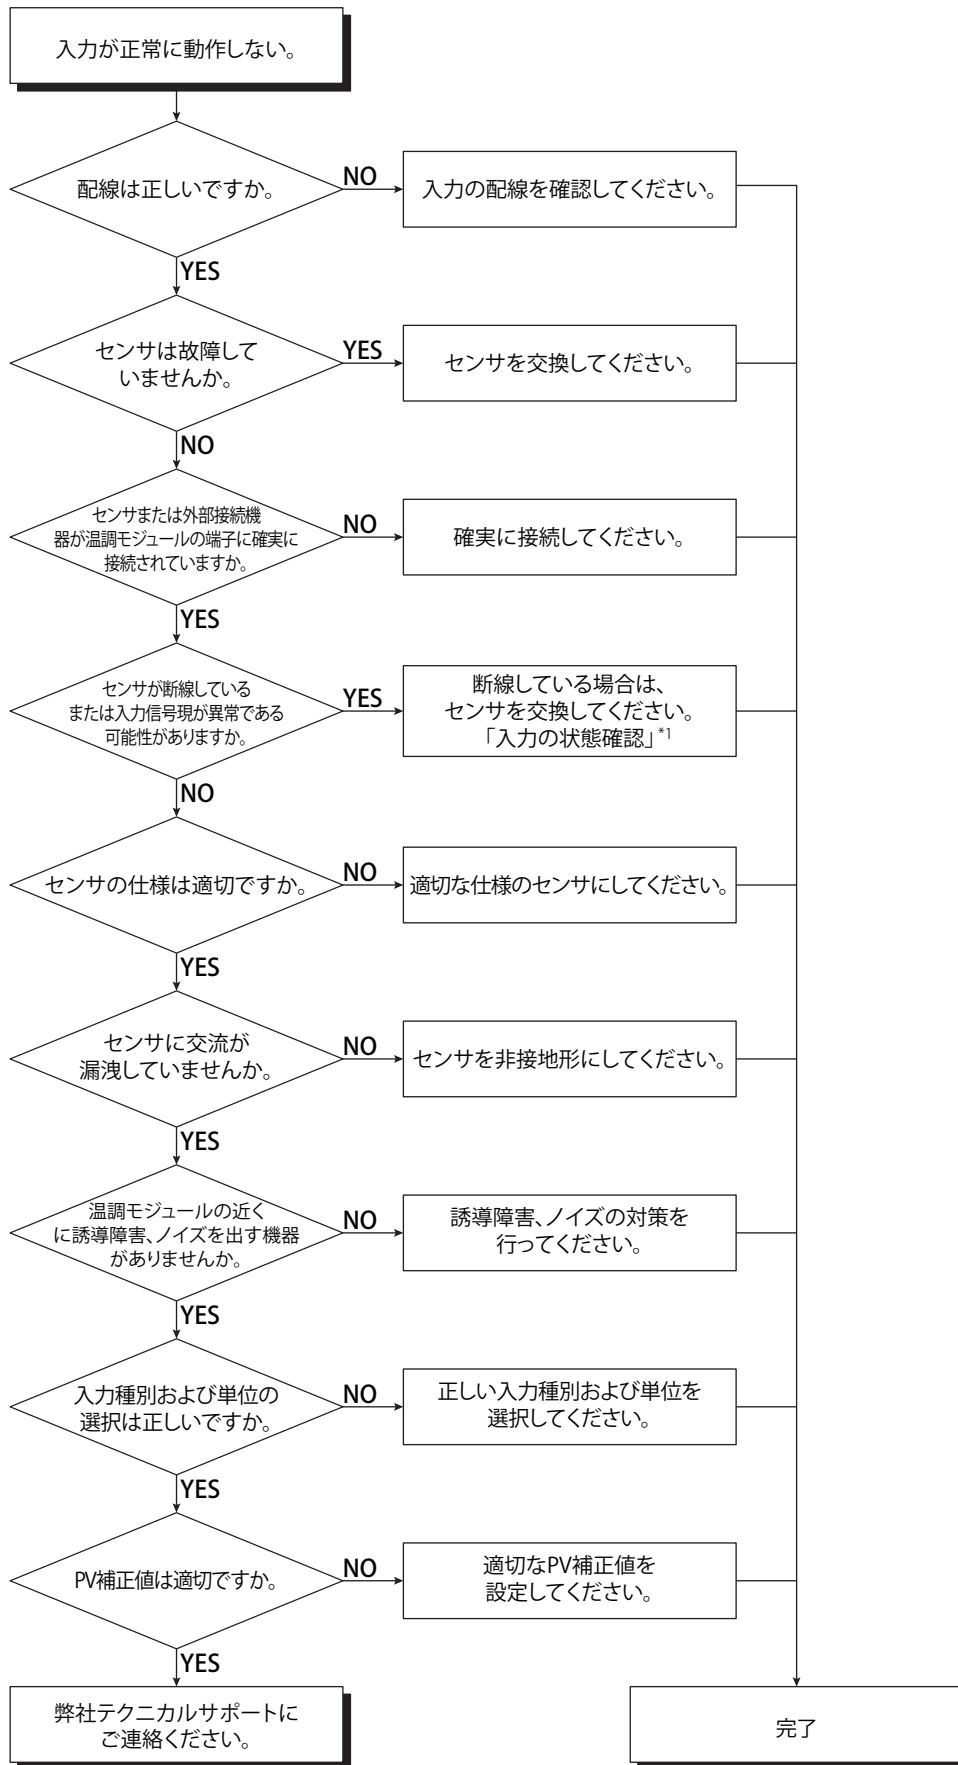 入力が正常に動作しない。
配線は正しいですか。
NO
入力の配線を確認してください。
YES
センサは故障して
いませんか。
YES
センサを交換してください。
NO
センサまたは外部接続機
器が温調モジュールの端子に確実に
接続されていますか。
NO
確実に接続してください。
YES
センサが断線している
または入力信号現が異常である
可能性がありますか。
YES
断線している場合は、
センサを交換してください。
「入力の状態確認」*1
NO
センサの仕様は適切ですか。
NO
適切な仕様のセンサにしてください。
YES
センサに交流が
漏洩していませんか。
NO
センサを非接地形にしてください。
YES
温調モジュールの近く
に誘導障害、ノイズを出す機器
がありませんか。
NO
誘導障害、ノイズの対策を
行ってください。
YES
入力種別および単位の
選択は正しいですか。
NO
正しい入力種別および単位を
選択してください。
YES
PV補正値は適切ですか。
NO
適切なPV補正値を
設定してください。
YES
弊社テクニカルサポートに
ご連絡ください。
完了